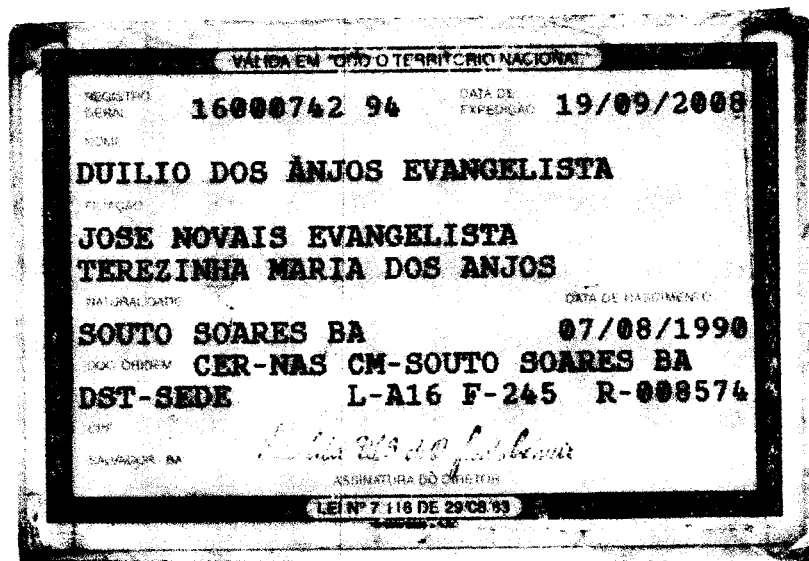 VÁLIDA EM TODO O TERRITÓRIO NACIONAL
REGISTRO GERAL 16000742 94 DATA DE EXPEDIÇÃO 19/09/2008
NOME
DUILIO DOS ANJOS EVANGELISTA
FILIAÇÃO
JOSE NOVAIS EVANGELISTA
TEREZINHA MARIA DOS ANJOS
NATURALIDADE DATA DE NASCIMENTO
SOUTO SOARES BA 07/08/1990
DOC ORIGEM CER-NAS CM-SOUTO SOARES BA
DST-SEDE L-A16 F-245 R-008574
CPF
SALVADOR - BA
ASSINATURA DO DIRETOR
LEI Nº 7.116 DE 29/08/83